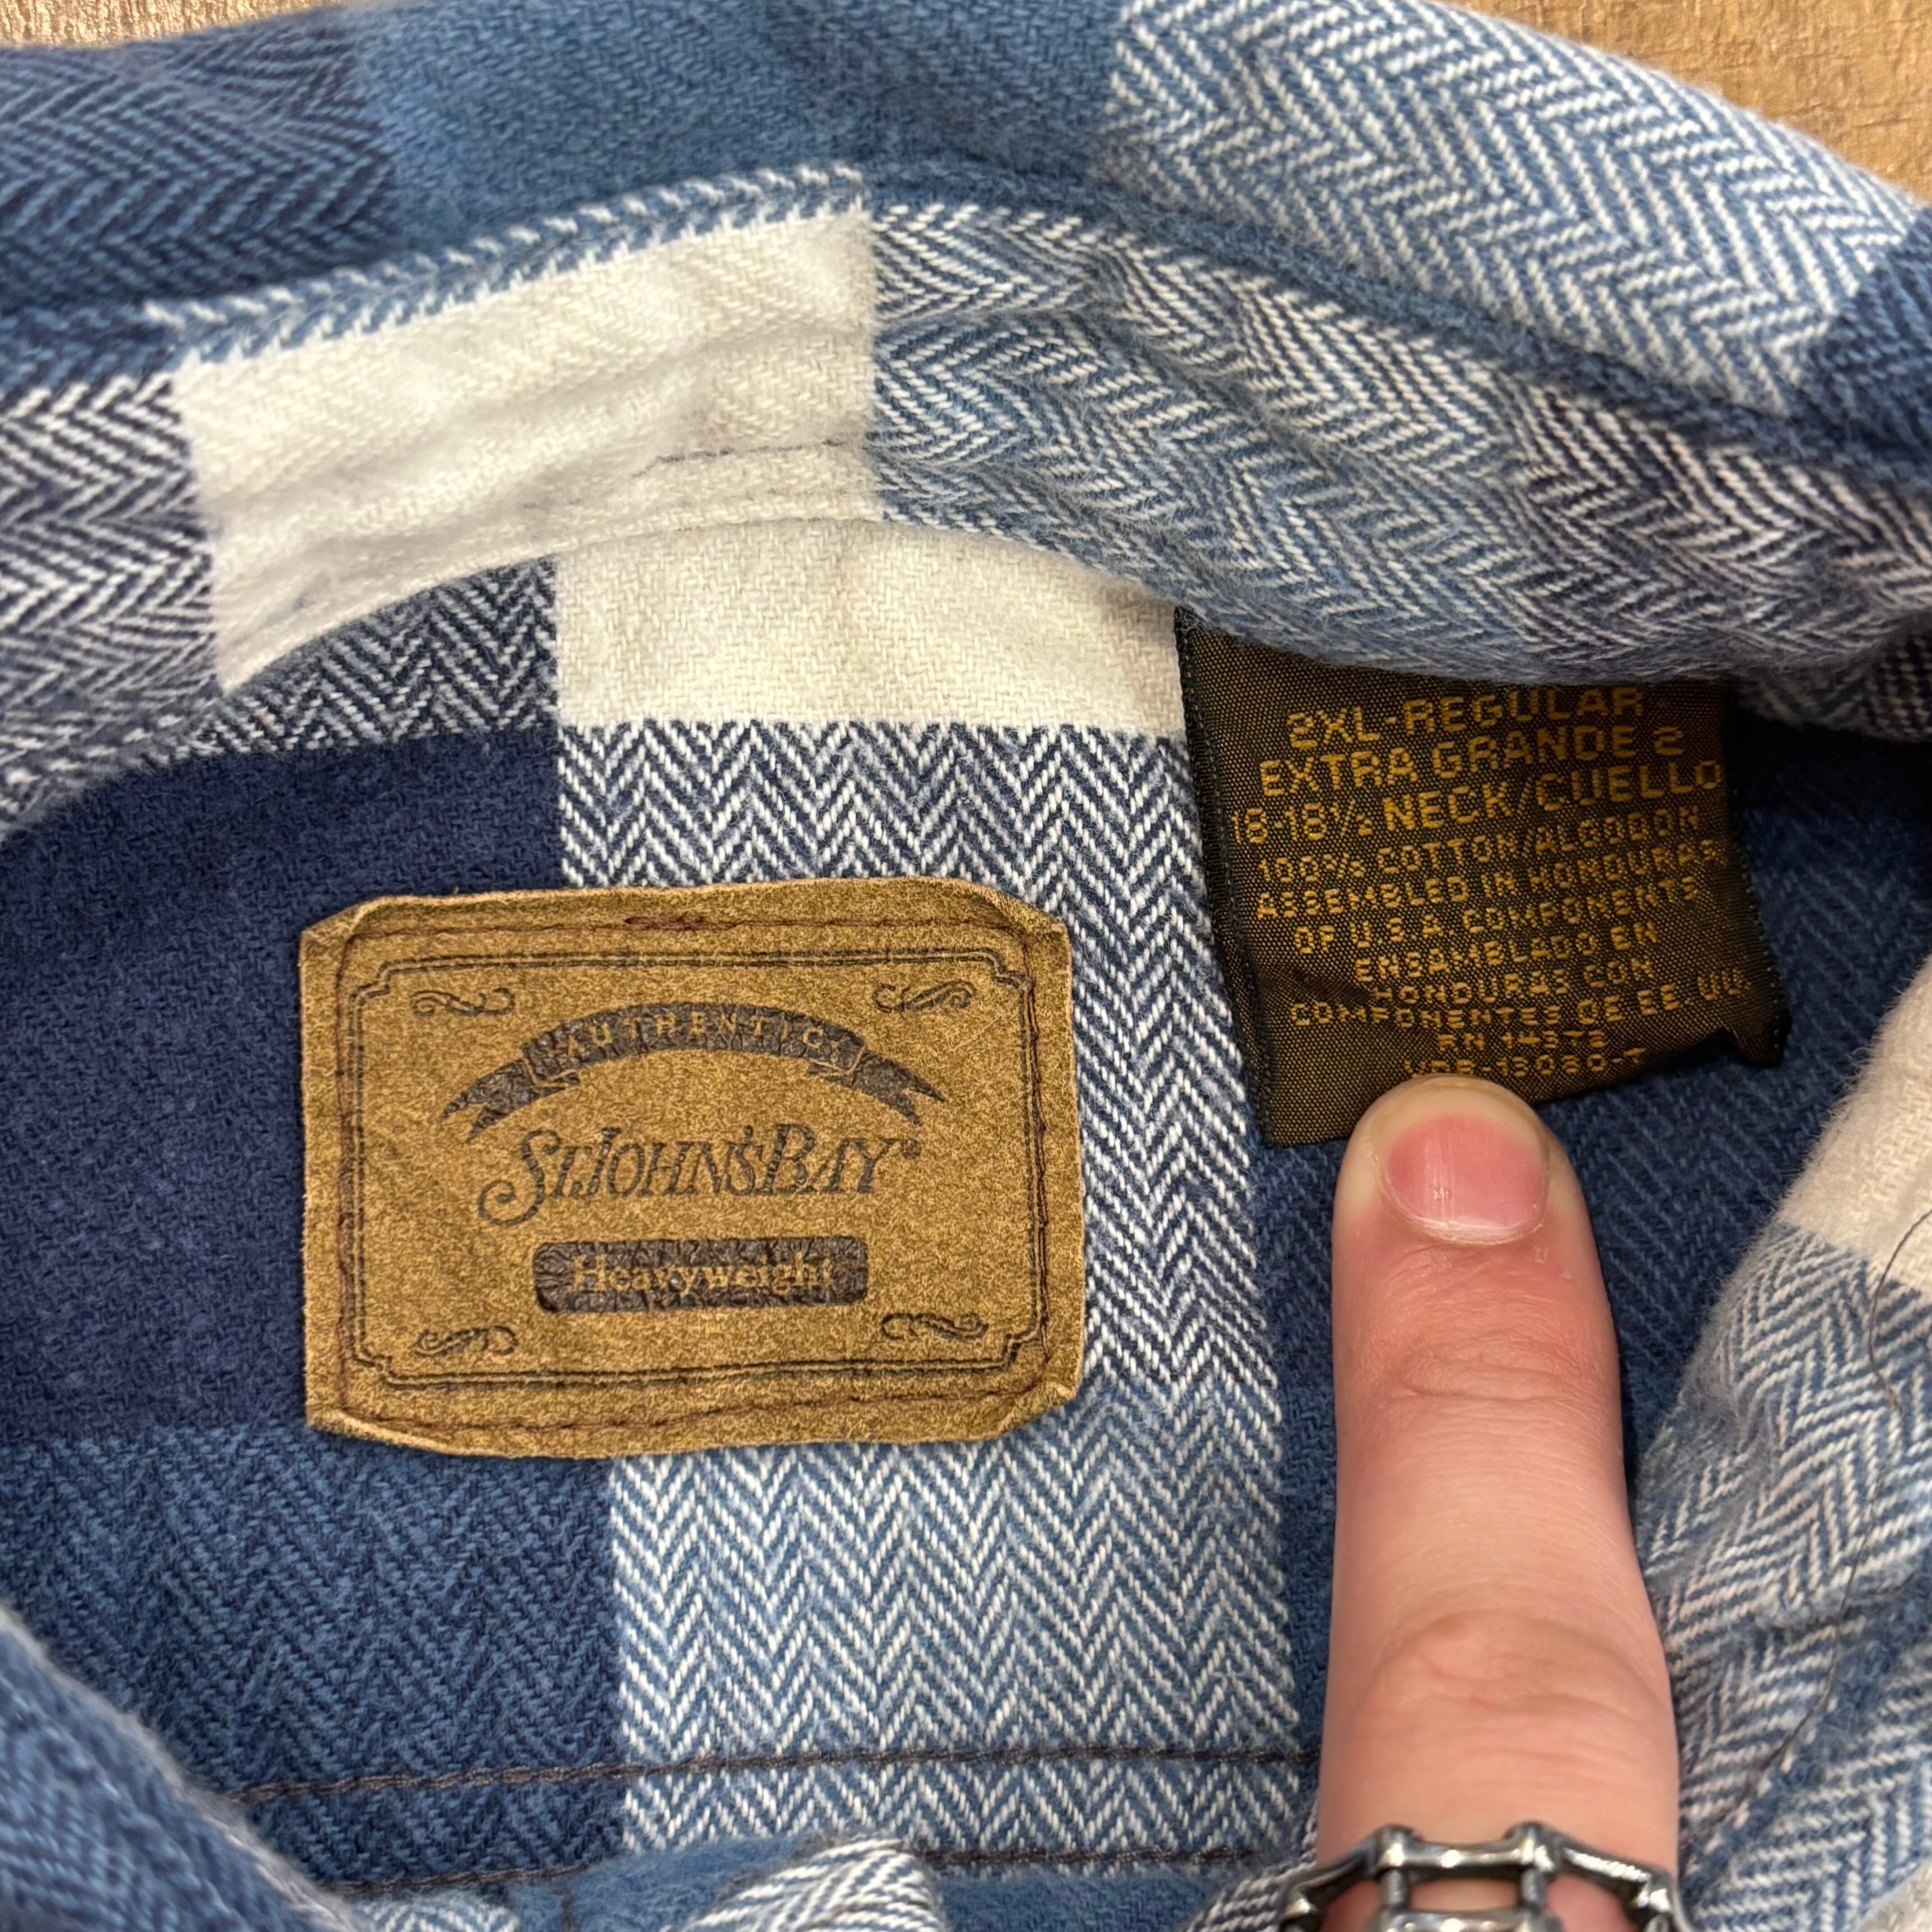 AUTHENTIC
ST. JOHN'S BAY®
Heavyweight
2XL-REGULAR
EXTRA GRANDE 2
18-18½ NECK/CUELLO
100% COTTON/ALGODON
ASSEMBLED IN HONDURAS
OF U.S.A. COMPONENTS
ENSAMBLADO EN
HONDURAS CON
COMPONENTES DE EE. UU.
RN